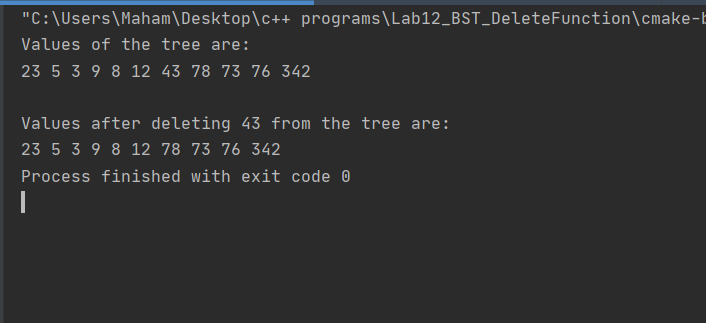 "C:\Users\Maham\Desktop\c++ programs\Lab12_BST_DeleteFunction\cmake-b
Values of the tree are:
23 5 3 9 8 12 43 78 73 76 342
Values after deleting 43 from the tree are:
23 5 3 9 8 12 78 73 76 342
Process finished with exit code 0